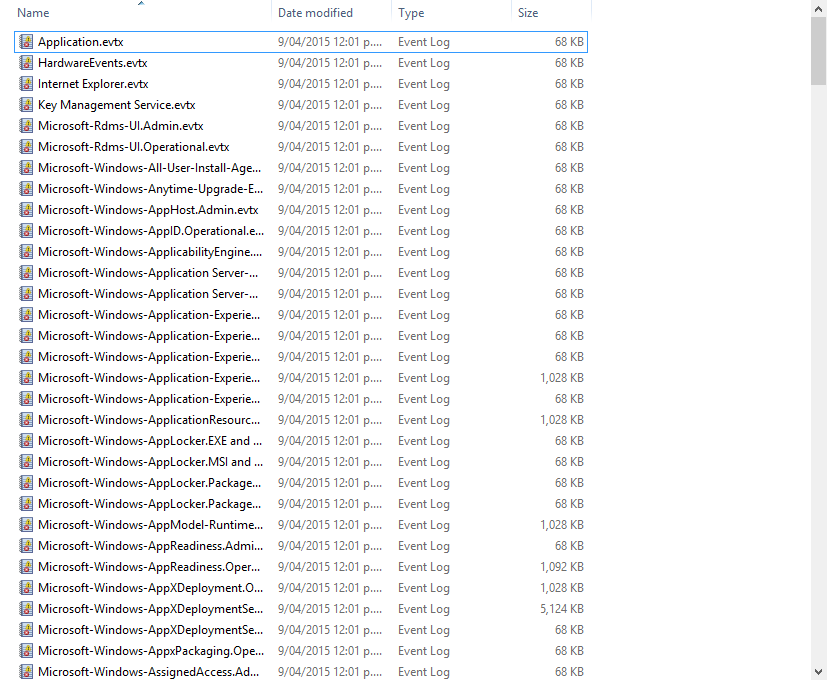 Name Date modified Type Size
Application.evtx 9/04/2015 12:01 p.... Event Log 68 KB
HardwareEvents.evtx 9/04/2015 12:01 p.... Event Log 68 KB
Internet Explorer.evtx 9/04/2015 12:01 p.... Event Log 68 KB
Key Management Service.evtx 9/04/2015 12:01 p.... Event Log 68 KB
Microsoft-Rdms-UI.Admin.evtx 9/04/2015 12:01 p.... Event Log 68 KB
Microsoft-Rdms-UI.Operational.evtx 9/04/2015 12:01 p.... Event Log 68 KB
Microsoft-Windows-All-User-Install-Age... 9/04/2015 12:01 p.... Event Log 68 KB
Microsoft-Windows-Anytime-Upgrade-E... 9/04/2015 12:01 p.... Event Log 68 KB
Microsoft-Windows-AppHost.Admin.evtx 9/04/2015 12:01 p.... Event Log 68 KB
Microsoft-Windows-AppID.Operational.e... 9/04/2015 12:01 p.... Event Log 68 KB
Microsoft-Windows-ApplicabilityEngine.... 9/04/2015 12:01 p.... Event Log 68 KB
Microsoft-Windows-Application Server-... 9/04/2015 12:01 p.... Event Log 68 KB
Microsoft-Windows-Application Server-... 9/04/2015 12:01 p.... Event Log 68 KB
Microsoft-Windows-Application-Experie... 9/04/2015 12:01 p.... Event Log 68 KB
Microsoft-Windows-Application-Experie... 9/04/2015 12:01 p.... Event Log 68 KB
Microsoft-Windows-Application-Experie... 9/04/2015 12:01 p.... Event Log 68 KB
Microsoft-Windows-Application-Experie... 9/04/2015 12:01 p.... Event Log 1,028 KB
Microsoft-Windows-Application-Experie... 9/04/2015 12:01 p.... Event Log 68 KB
Microsoft-Windows-ApplicationResourc... 9/04/2015 12:01 p.... Event Log 1,028 KB
Microsoft-Windows-AppLocker.EXE and ... 9/04/2015 12:01 p.... Event Log 68 KB
Microsoft-Windows-AppLocker.MSI and ... 9/04/2015 12:01 p.... Event Log 68 KB
Microsoft-Windows-AppLocker.Package... 9/04/2015 12:01 p.... Event Log 68 KB
Microsoft-Windows-AppLocker.Package... 9/04/2015 12:01 p.... Event Log 68 KB
Microsoft-Windows-AppModel-Runtime... 9/04/2015 12:01 p.... Event Log 1,028 KB
Microsoft-Windows-AppReadiness.Admi... 9/04/2015 12:01 p.... Event Log 68 KB
Microsoft-Windows-AppReadiness.Oper... 9/04/2015 12:01 p.... Event Log 1,092 KB
Microsoft-Windows-AppXDeployment.O... 9/04/2015 12:01 p.... Event Log 1,028 KB
Microsoft-Windows-AppXDeploymentSe... 9/04/2015 12:01 p.... Event Log 5,124 KB
Microsoft-Windows-AppXDeploymentSe... 9/04/2015 12:01 p.... Event Log 68 KB
Microsoft-Windows-AppxPackaging.Ope... 9/04/2015 12:01 p.... Event Log 68 KB
Microsoft-Windows-AssignedAccess.Ad... 9/04/2015 12:01 p.... Event Log 68 KB